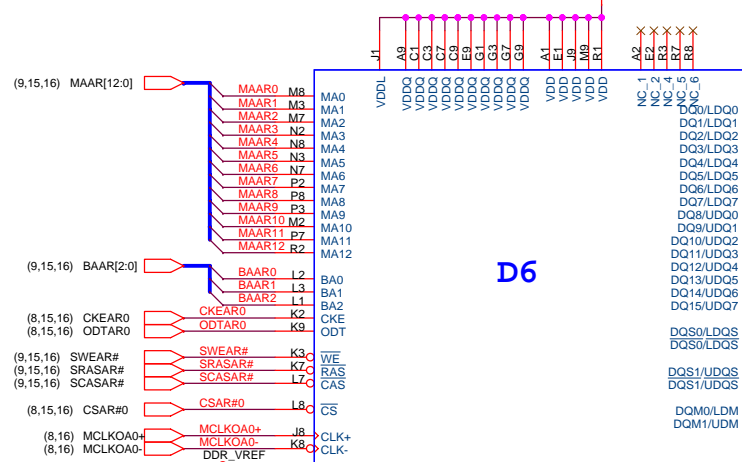 J1 A9 C1 C3 C7 C9 E9 G1 G3 G7 G9 A1 E1 J9 M9 R1 A2 E2 R3 R7 R8
VDDL VDDQ VDDQ VDDQ VDDQ VDDQ VDDQ VDDQ VDDQ VDDQ VDDQ VDD VDD VDD VDD VDD NC_1 NC_2 NC_4 NC_5 NC_6
(9,15,16) MAAR[12:0]
MAAR0 M8 MA0
MAAR1 M3 MA1
MAAR2 M7 MA2
MAAR3 N2 MA3
MAAR4 N8 MA4
MAAR5 N3 MA5
MAAR6 N7 MA6
MAAR7 P2 MA7
MAAR8 P8 MA8
MAAR9 P3 MA9
MAAR10 M2 MA10
MAAR11 P7 MA11
MAAR12 R2 MA12
(9,15,16) BAAR[2:0]
BAAR0 L2 BA0
BAAR1 L3 BA1
BAAR2 L1 BA2
(8,15,16) CKEAR0 CKEAR0 K2 CKE
(8,15,16) ODTAR0 ODTAR0 K9 ODT
(9,15,16) SWEAR# SWEAR# K3 WE
(9,15,16) SRASAR# SRASAR# K7 RAS
(9,15,16) SCASAR# SCASAR# L7 CAS
(8,15,16) CSAR#0 CSAR#0 L8 CS
(8,16) MCLKOA0+ MCLKOA0+ J8 CLK+
(8,16) MCLKOA0- MCLKOA0- K8 CLK-
DDR_VREF
D6
DQ0/LDQ0
DQ1/LDQ1
DQ2/LDQ2
DQ3/LDQ3
DQ4/LDQ4
DQ5/LDQ5
DQ6/LDQ6
DQ7/LDQ7
DQ8/UDQ0
DQ9/UDQ1
DQ10/UDQ2
DQ11/UDQ3
DQ12/UDQ4
DQ13/UDQ5
DQ14/UDQ6
DQ15/UDQ7
DQS0/LDQS
DQS0/LDQS
DQS1/UDQS
DQS1/UDQS
DQM0/LDM
DQM1/UDM